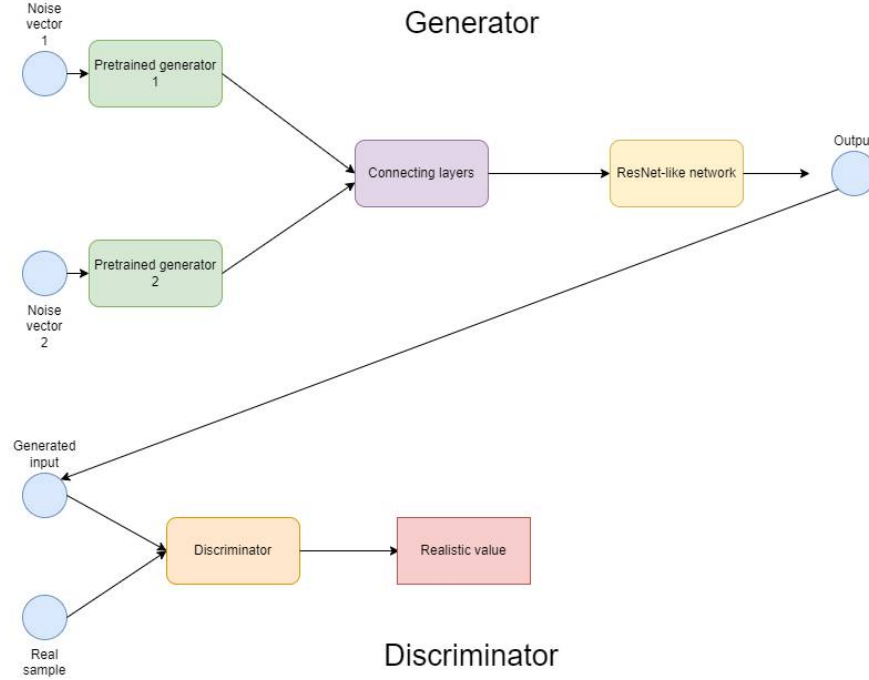 Noise
vector
1
Generator
Pretrained generator
1
Connecting layers
ResNet-like network
Output
Pretrained generator
2
Noise
vector
2
Generated
input
Discriminator
Realistic value
Real
sample
Discriminator